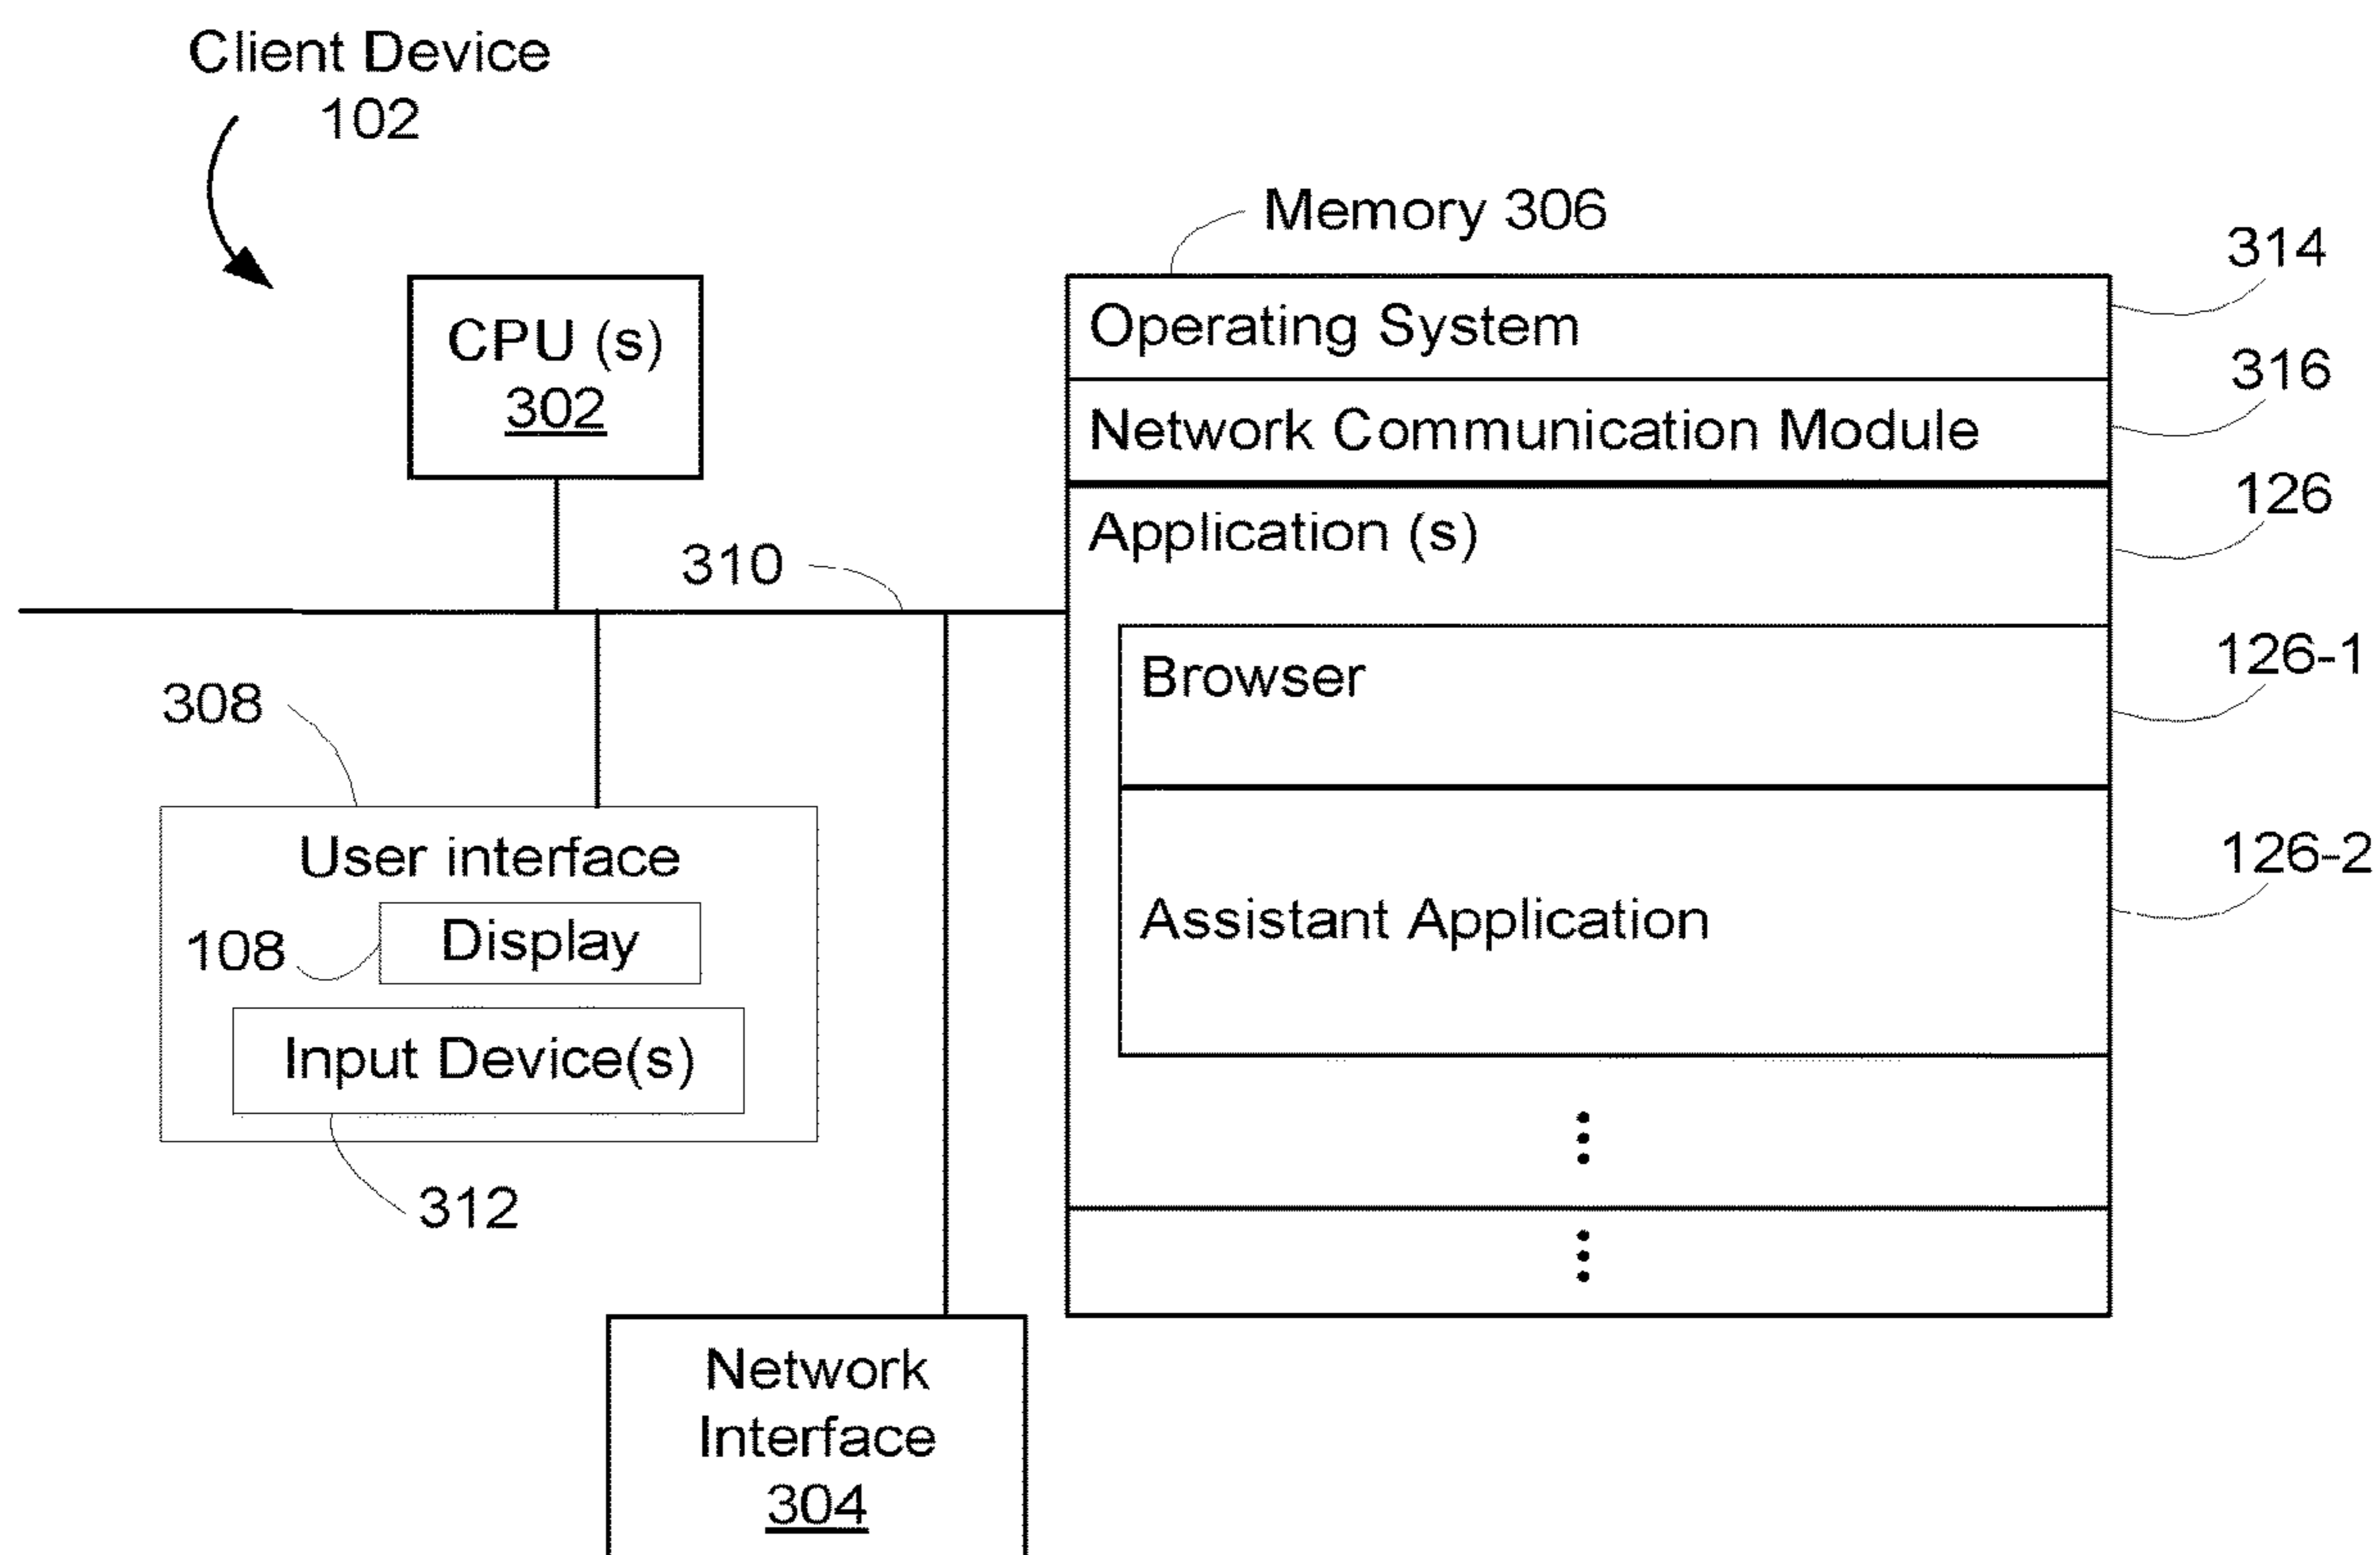 Client Device
102
Memory 306
314
CPU (s)
302
Operating System
316
Network Communication Module
126
Application (s)
310
126-1
Browser
308
126-2
User interface
108
Display
Assistant Application
Input Device(s)
312
Network
Interface
304